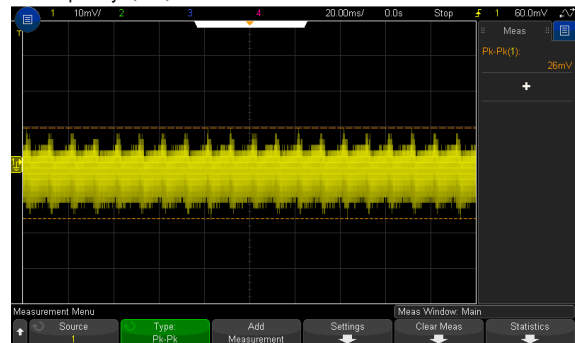 1 10mV/ 2 3 4 20.00ms/ 0.0s Stop 1 60.0mV
Meas
T
Pk-Pk(1):
26mV
+
Measurement Menu
Meas Window: Main
Source
1
Type:
Pk-Pk
Add
Measurement
Settings
Clear Meas
Statistics